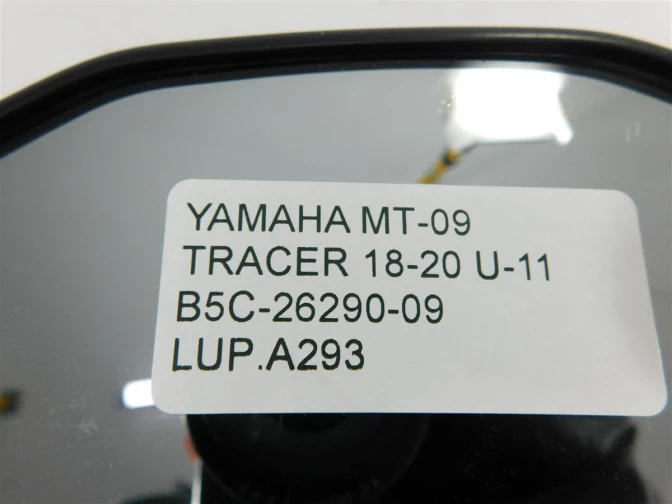 YAMAHA MT-09
TRACER 18-20 U-11
B5C-26290-09
LUP.A293